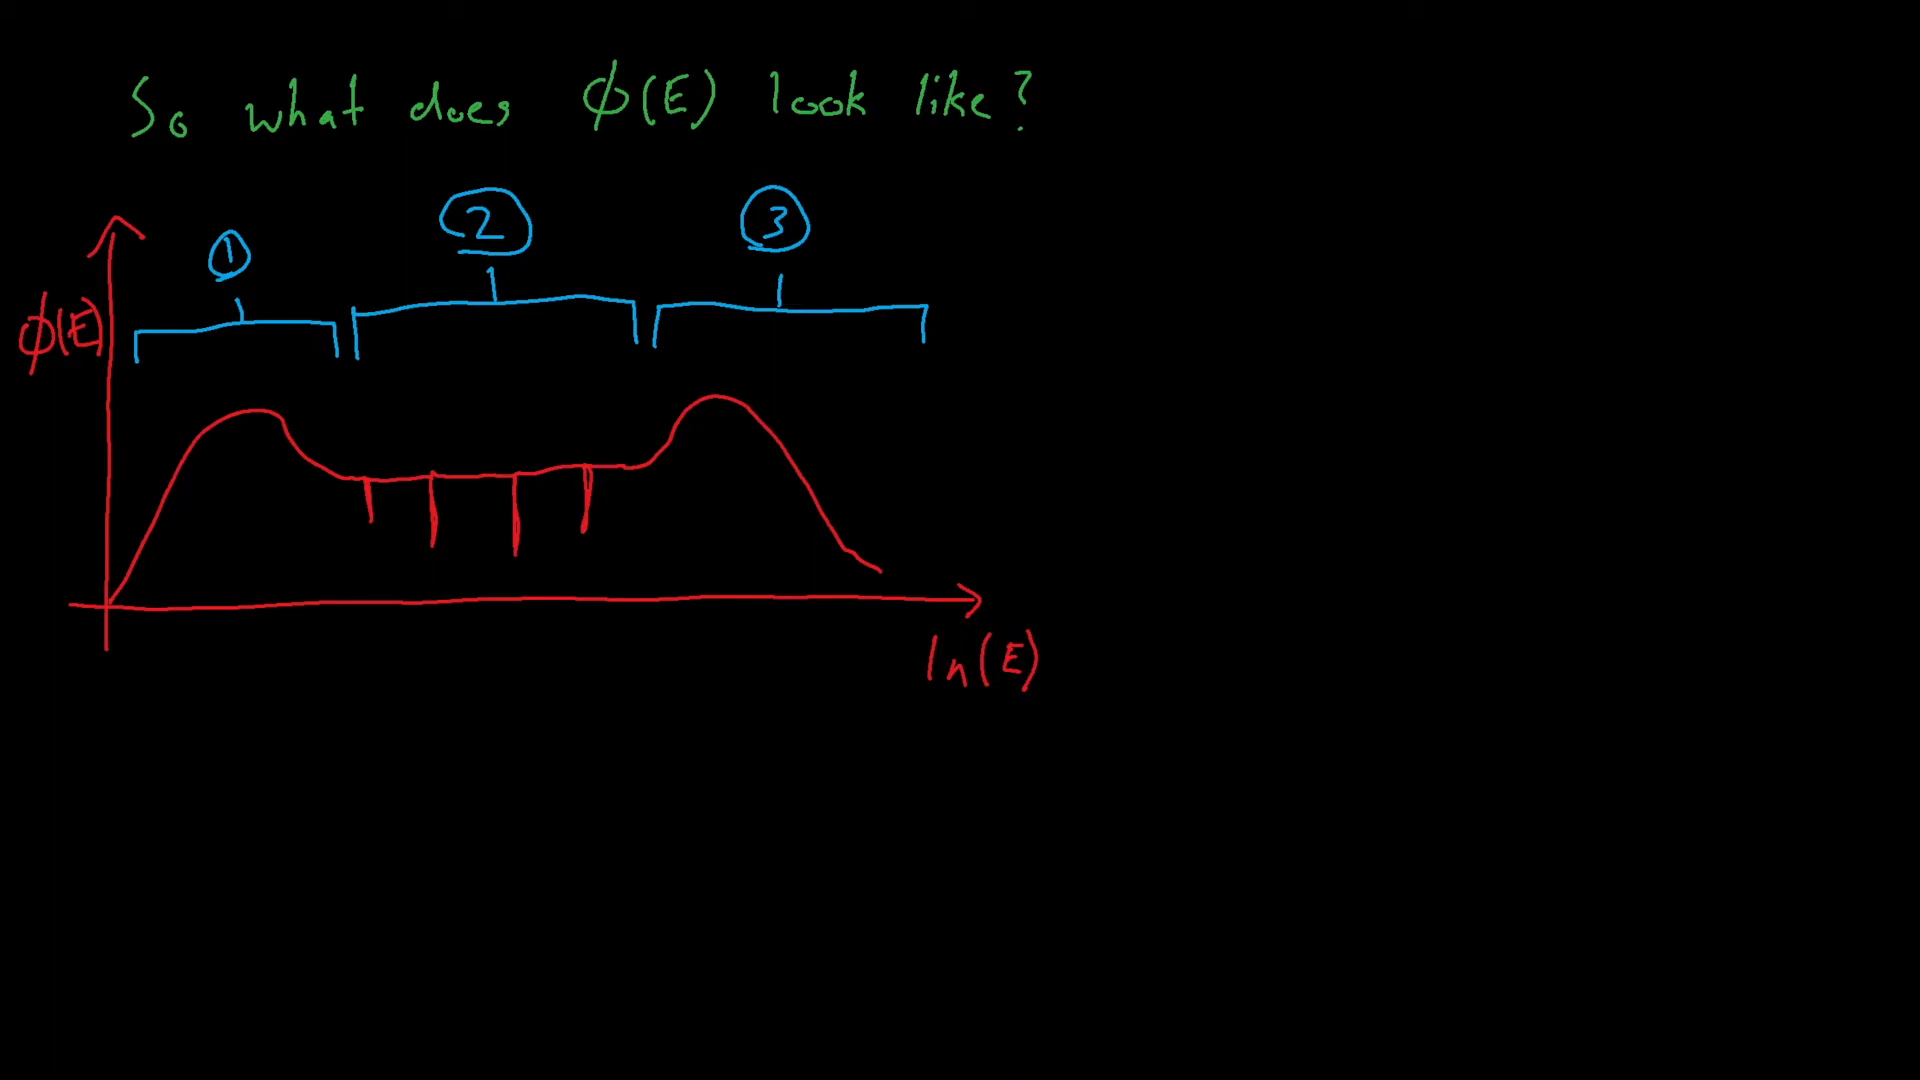 So what does ϕ(E) look like?
① ② ③
ϕ(E)
ln(E)